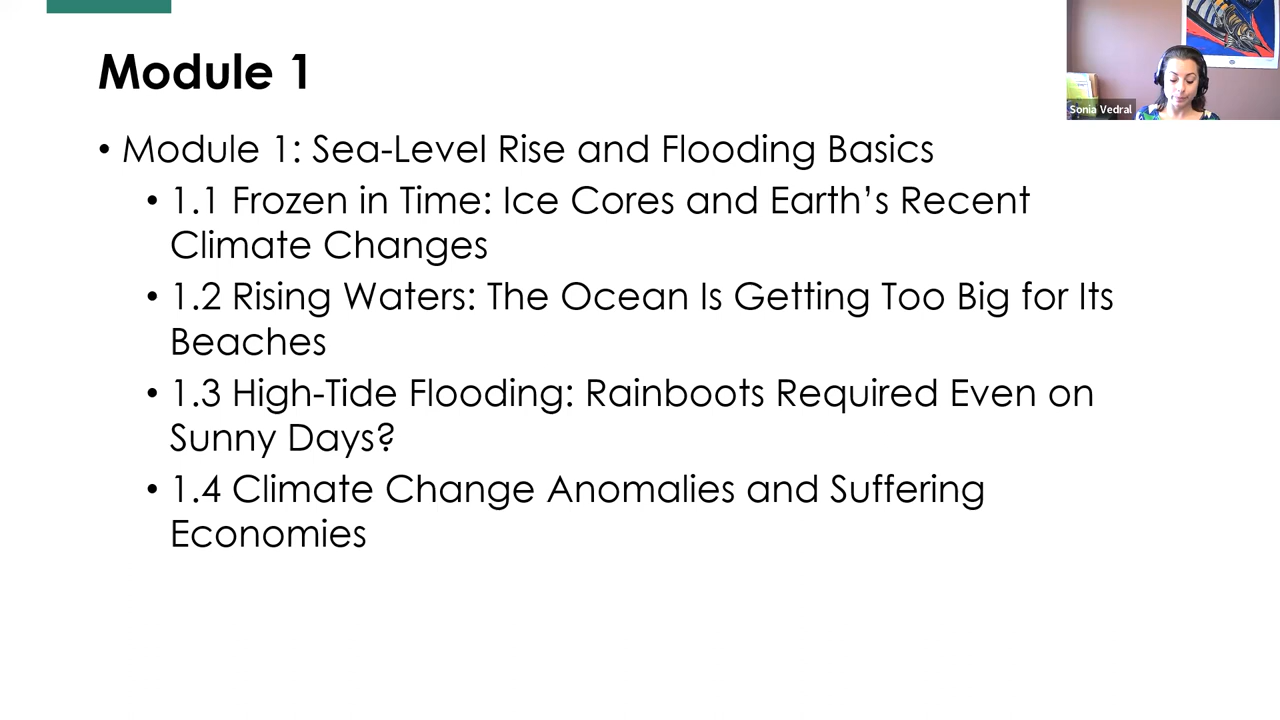 Module 1
Sonia Vedral
• Module 1: Sea-Level Rise and Flooding Basics
• 1.1 Frozen in Time: Ice Cores and Earth’s Recent
Climate Changes
• 1.2 Rising Waters: The Ocean Is Getting Too Big for Its
Beaches
• 1.3 High-Tide Flooding: Rainboots Required Even on
Sunny Days?
• 1.4 Climate Change Anomalies and Suffering
Economies